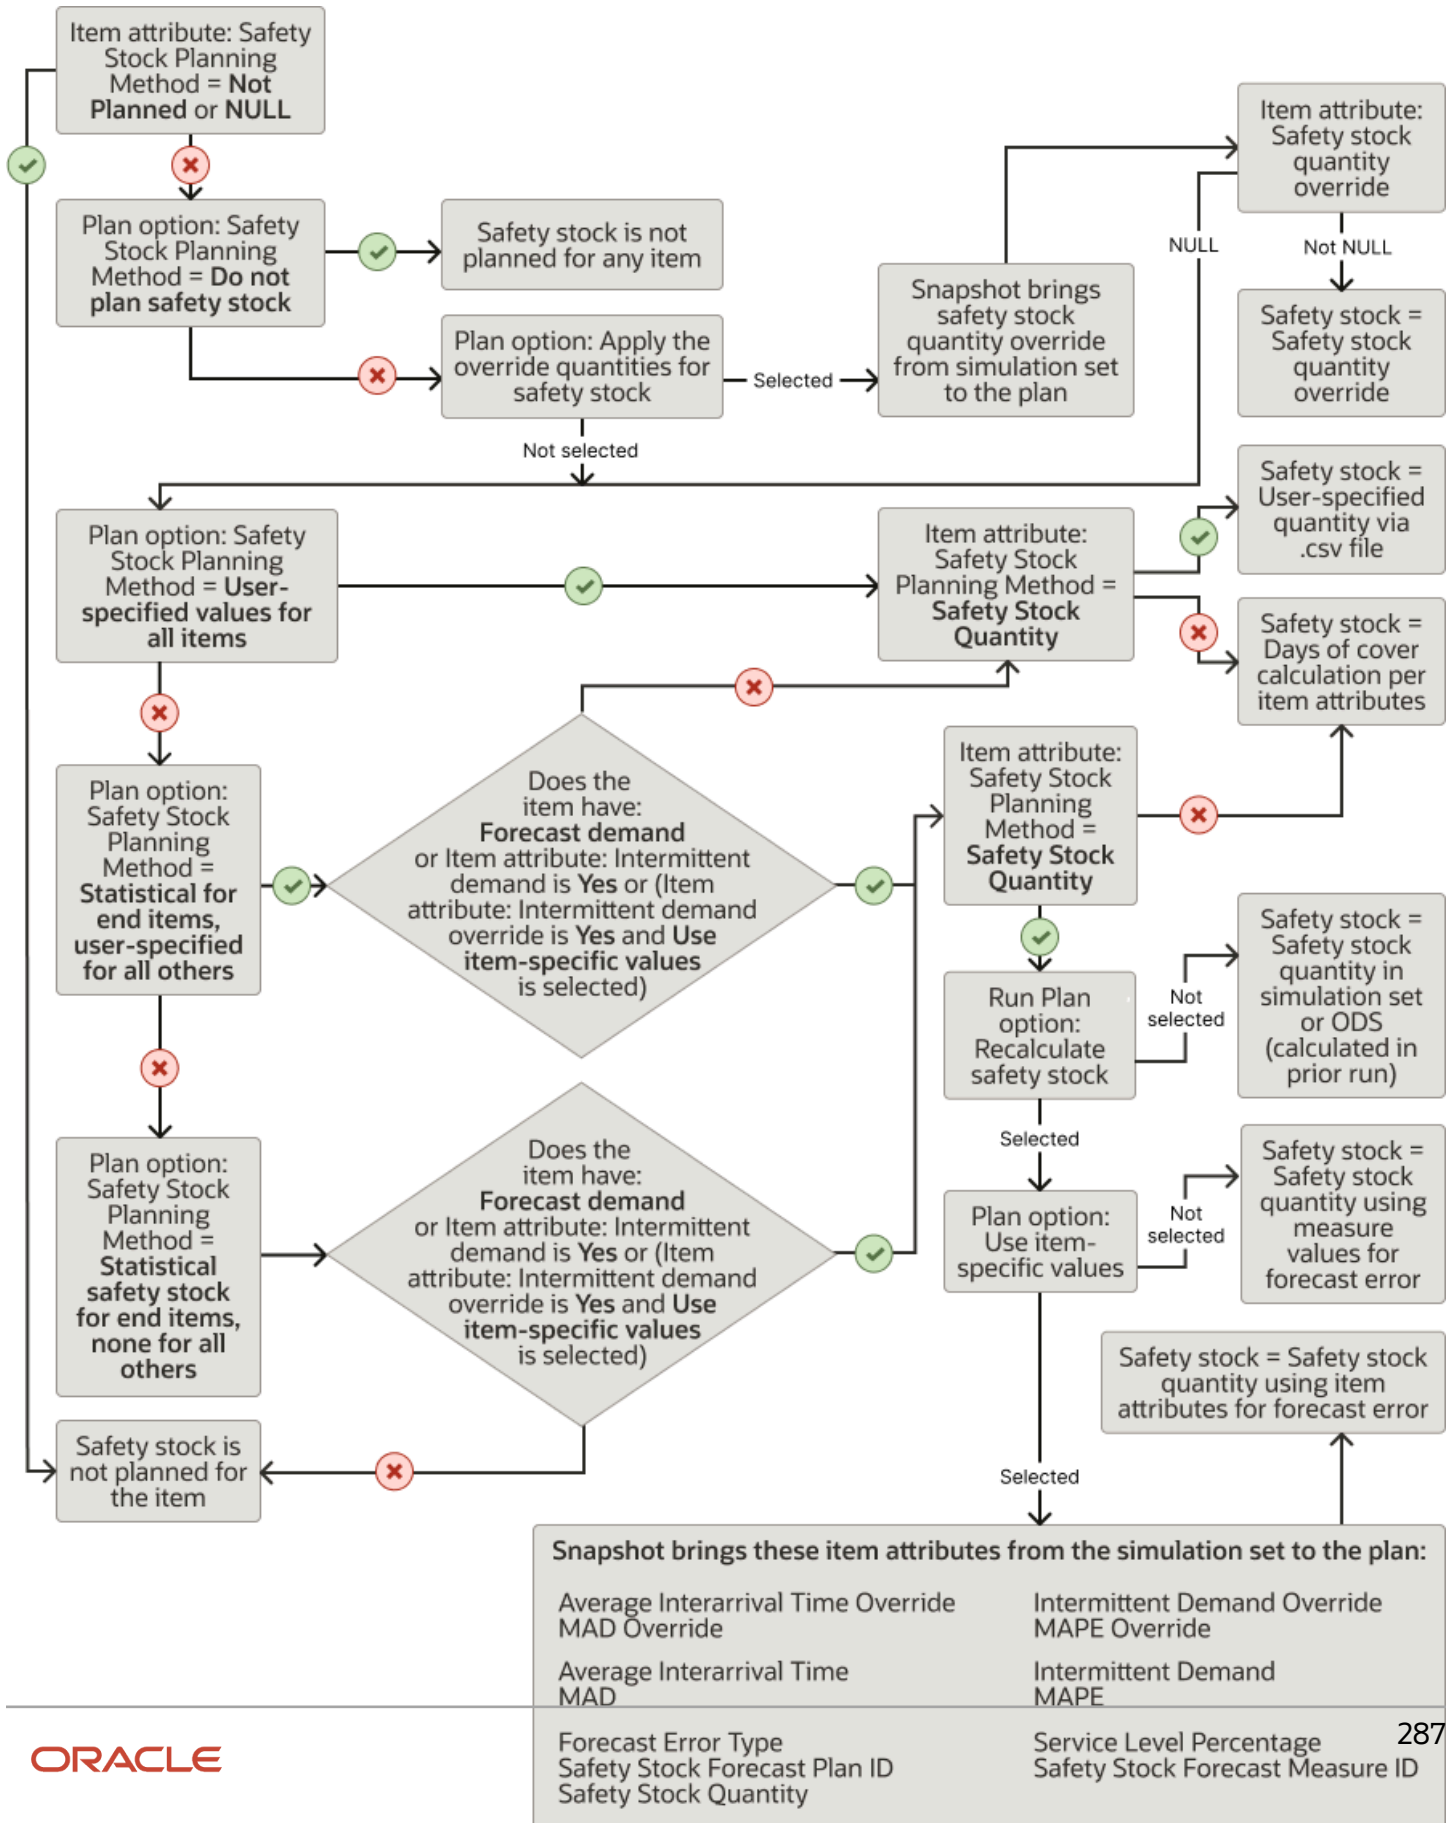 Item attribute: Safety
Stock Planning
Method = Not
Planned or NULL
Plan option: Safety
Stock Planning
Method = Do not
plan safety stock
Safety stock is not
planned for any item
Plan option: Apply the
override quantities for
safety stock
Selected
Not selected
Snapshot brings
safety stock
quantity override
from simulation set
to the plan
Item attribute:
Safety stock
quantity
override
NULL
Not NULL
Safety stock =
Safety stock
quantity
override
Plan option: Safety
Stock Planning
Method = User-
specified values for
all items
Item attribute:
Safety Stock
Planning Method =
Safety Stock
Quantity
Safety stock =
User-specified
quantity via
.csv file
Safety stock =
Days of cover
calculation per
item attributes
Plan option:
Safety Stock
Planning
Method =
Statistical for
end items,
user-specified
for all others
Does the
item have:
Forecast demand
or Item attribute: Intermittent
demand is Yes or (Item
attribute: Intermittent demand
override is Yes and Use
item-specific values
is selected)
Item attribute:
Safety Stock
Planning
Method =
Safety Stock
Quantity
Run Plan
option:
Recalculate
safety stock
Not
selected
Safety stock =
Safety stock
quantity in
simulation set
or ODS
(calculated in
prior run)
Selected
Plan option:
Safety Stock
Planning
Method =
Statistical
safety stock
for end items,
none for all
others
Does the
item have:
Forecast demand
or Item attribute: Intermittent
demand is Yes or (Item
attribute: Intermittent demand
override is Yes and Use
item-specific values
is selected)
Plan option:
Use item-
specific values
Not
selected
Safety stock =
Safety stock
quantity using
measure
values for
forecast error
Safety stock = Safety stock
quantity using item
attributes for forecast error
Safety stock is
not planned for
the item
Selected
Snapshot brings these item attributes from the simulation set to the plan:
Average Interarrival Time Override
MAD Override
Intermittent Demand Override
MAPE Override
Average Interarrival Time
MAD
Intermittent Demand
MAPE
Forecast Error Type
Safety Stock Forecast Plan ID
Safety Stock Quantity
Service Level Percentage
Safety Stock Forecast Measure ID
287
ORACLE